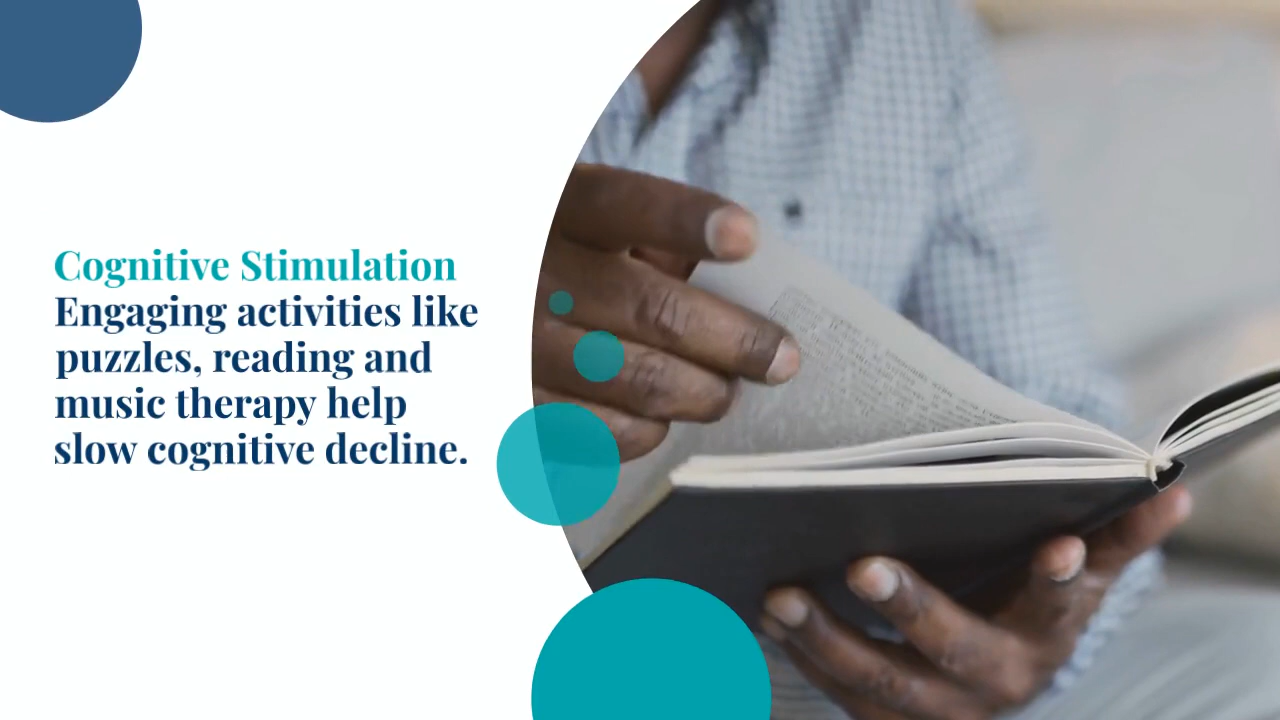 Cognitive Stimulation
Engaging activities like
puzzles, reading and
music therapy help
slow cognitive decline.